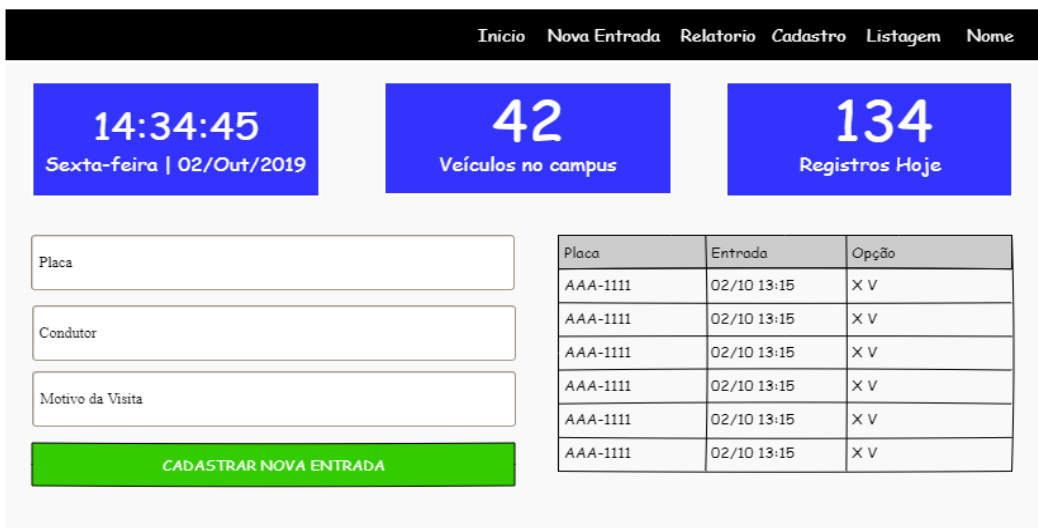 Inicio Nova Entrada Relatorio Cadastro Listagem Nome
14:34:45
Sexta-feira | 02/Out/2019
42
Veículos no campus
134
Registros Hoje
Placa
Condutor
Motivo da Visita
CADASTRAR NOVA ENTRADA
Placa Entrada Opção
AAA-1111 02/10 13:15 X V
AAA-1111 02/10 13:15 X V
AAA-1111 02/10 13:15 X V
AAA-1111 02/10 13:15 X V
AAA-1111 02/10 13:15 X V
AAA-1111 02/10 13:15 X V